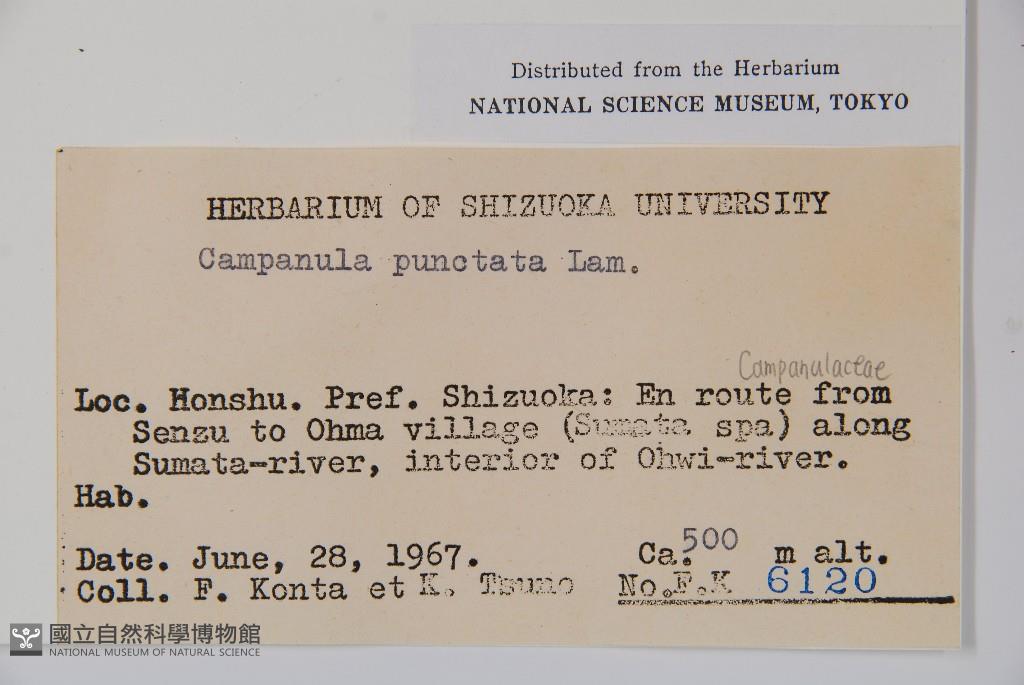 Distributed from the Herbarium
NATIONAL SCIENCE MUSEUM, TOKYO
HERBARIUM OF SHIZUOKA UNIVERSITY
Campanula punctata Lam.
Campanulaceae
Loc. Honshu. Pref. Shizuoka: En route from
Senzu to Ohma village (Sumata spa) along
Sumata-river, interior of Ohwi-river.
Hab.
Date. June, 28, 1967. Ca. 500 m alt.
Coll. F. Konta et K. Tsuno No. F.K 6120
國立自然科學博物館
NATIONAL MUSEUM OF NATURAL SCIENCE